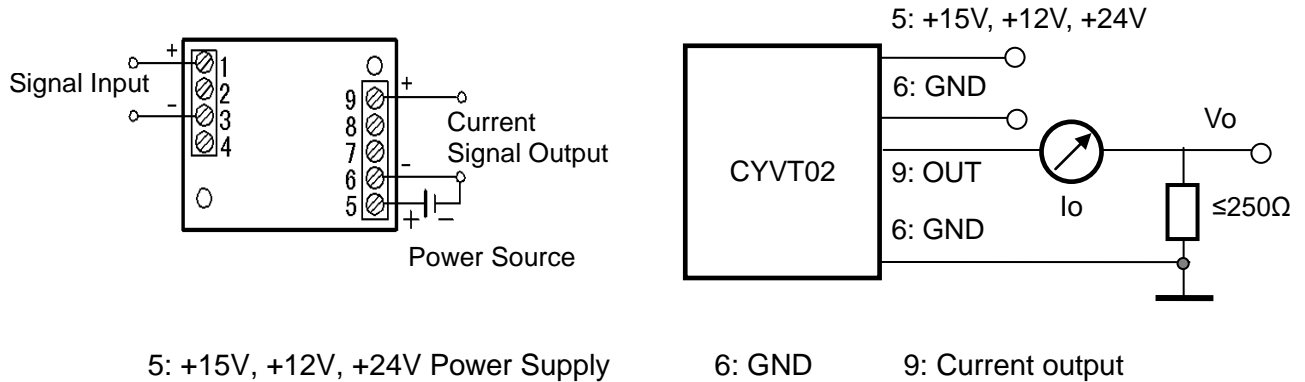 5: +15V, +12V, +24V
+ 1
Signal Input
2
- 3
4
9 +
8
7
6 -
5 + -
Current
Signal Output
Power Source
CYVT02
6: GND
Vo
9: OUT
Io
≤250Ω
6: GND
5: +15V, +12V, +24V Power Supply 6: GND 9: Current output